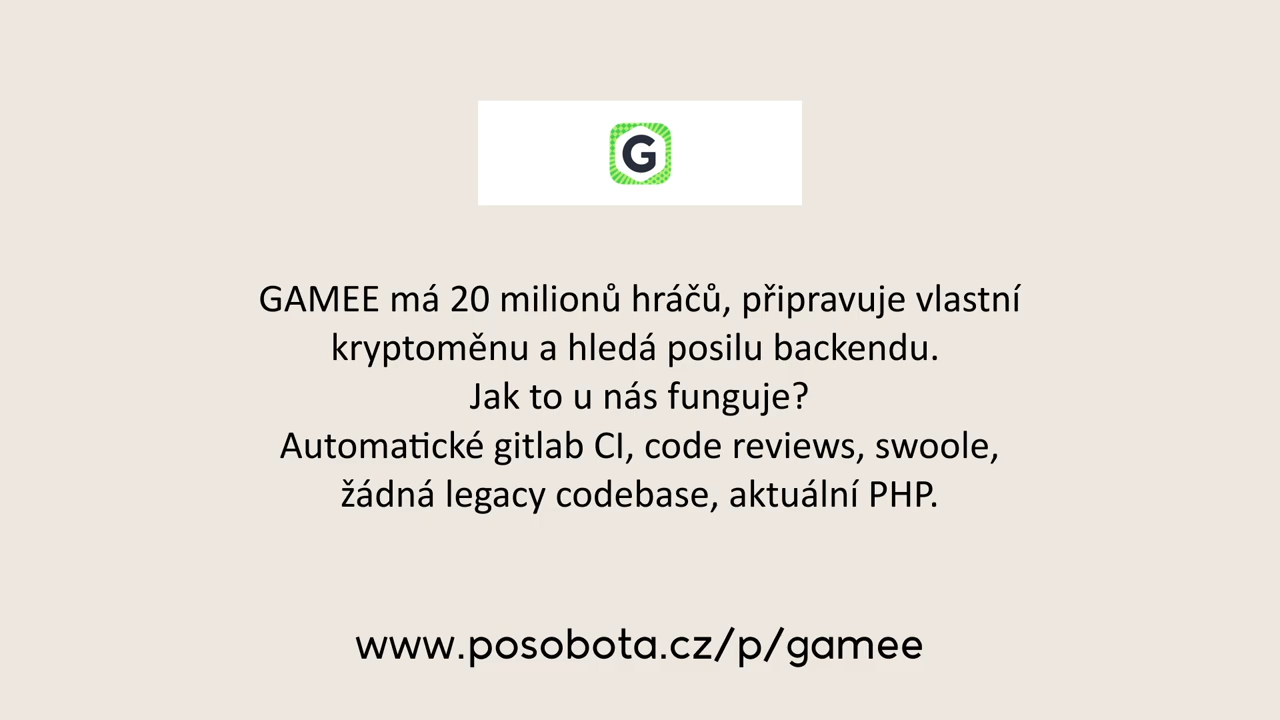 G
GAMEE má 20 milionů hráčů, připravuje vlastní
kryptoměnu a hledá posilu backendu.
Jak to u nás funguje?
Automatické gitlab CI, code reviews, swoole,
žádná legacy codebase, aktuální PHP.
www.posobota.cz/p/gamee